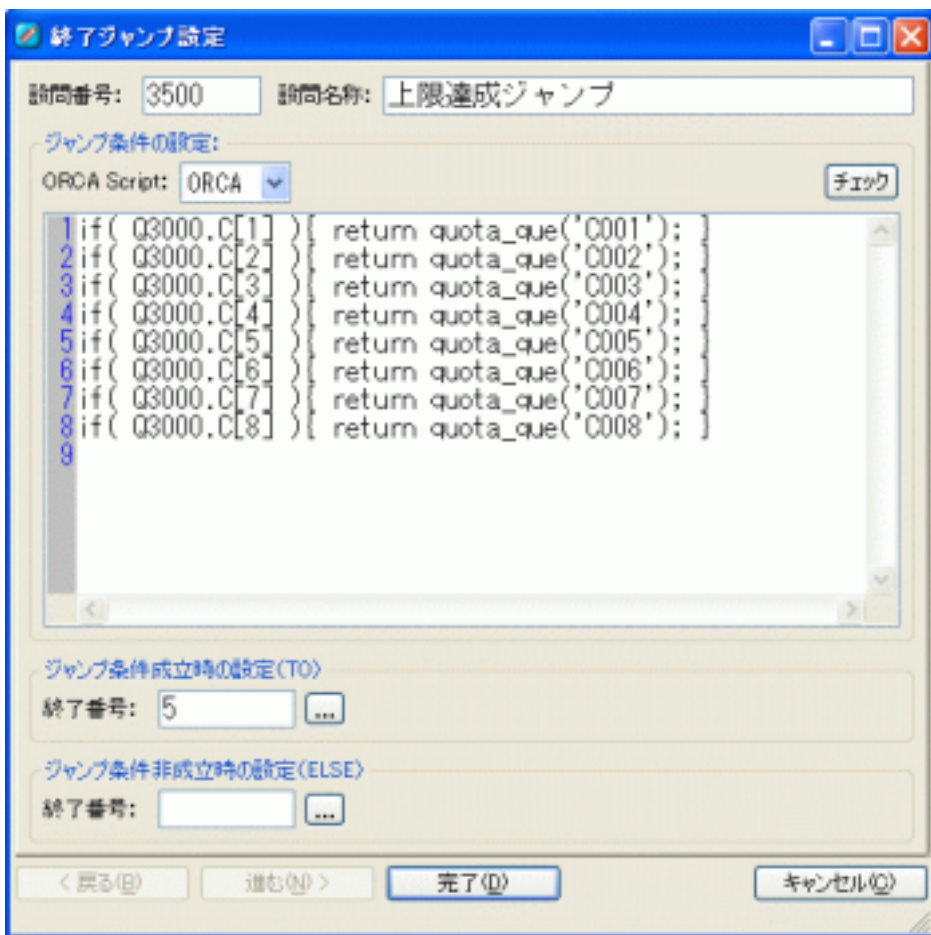 終了ジャンプ設定
設問番号: 3500 設問名称: 上限達成ジャンプ
ジャンプ条件の設定:
ORCA Script: ORCA チェック
1 if( Q3000.C[1] ){ return quota_que('C001'); }
2 if( Q3000.C[2] ){ return quota_que('C002'); }
3 if( Q3000.C[3] ){ return quota_que('C003'); }
4 if( Q3000.C[4] ){ return quota_que('C004'); }
5 if( Q3000.C[5] ){ return quota_que('C005'); }
6 if( Q3000.C[6] ){ return quota_que('C006'); }
7 if( Q3000.C[7] ){ return quota_que('C007'); }
8 if( Q3000.C[8] ){ return quota_que('C008'); }
9
ジャンプ条件成立時の設定(TO)
終了番号: 5 ...
ジャンプ条件非成立時の設定(ELSE)
終了番号: ...
< 戻る(B) 進む(N) > 完了(D) キャンセル(C)